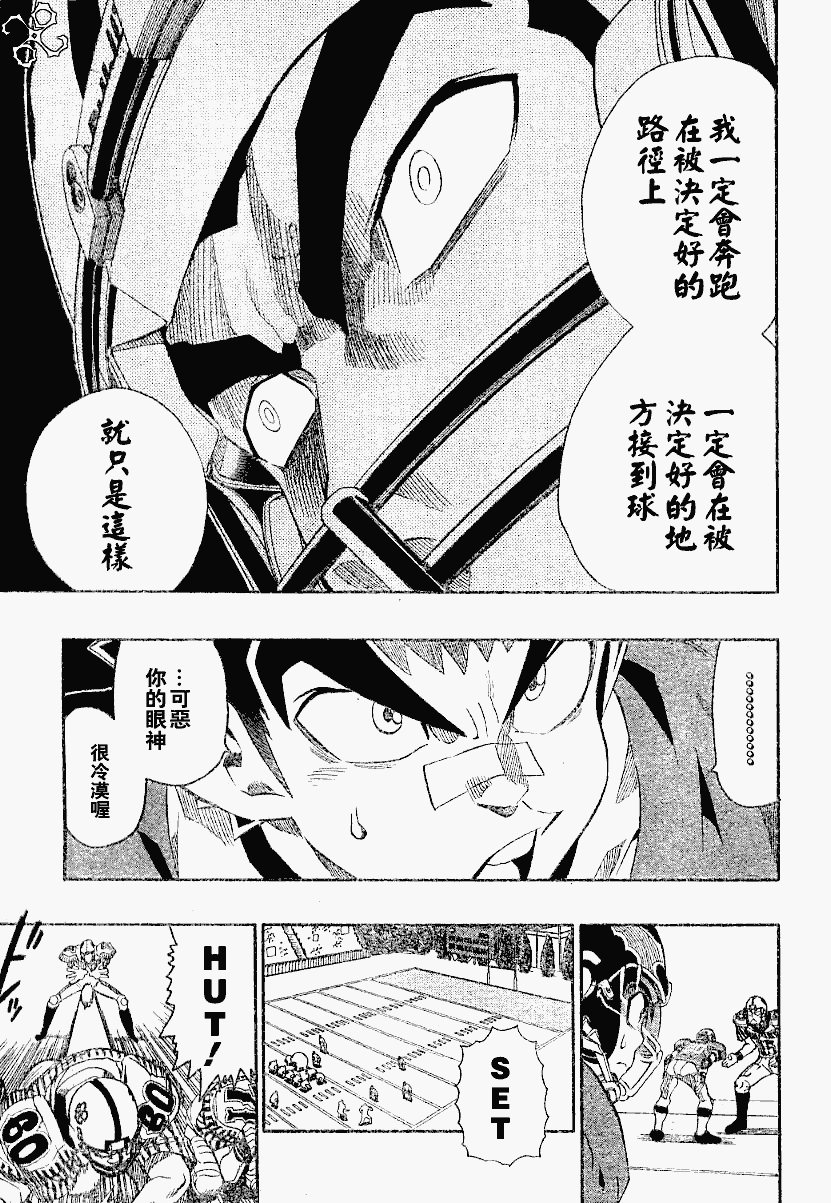 我一定會奔跑
在被決定好的
路徑上
一定會在被
決定好的地
方接到球
就只是這樣
…………
…可惡
你的眼神
很冷漠喔
SET
HUT!
60
80